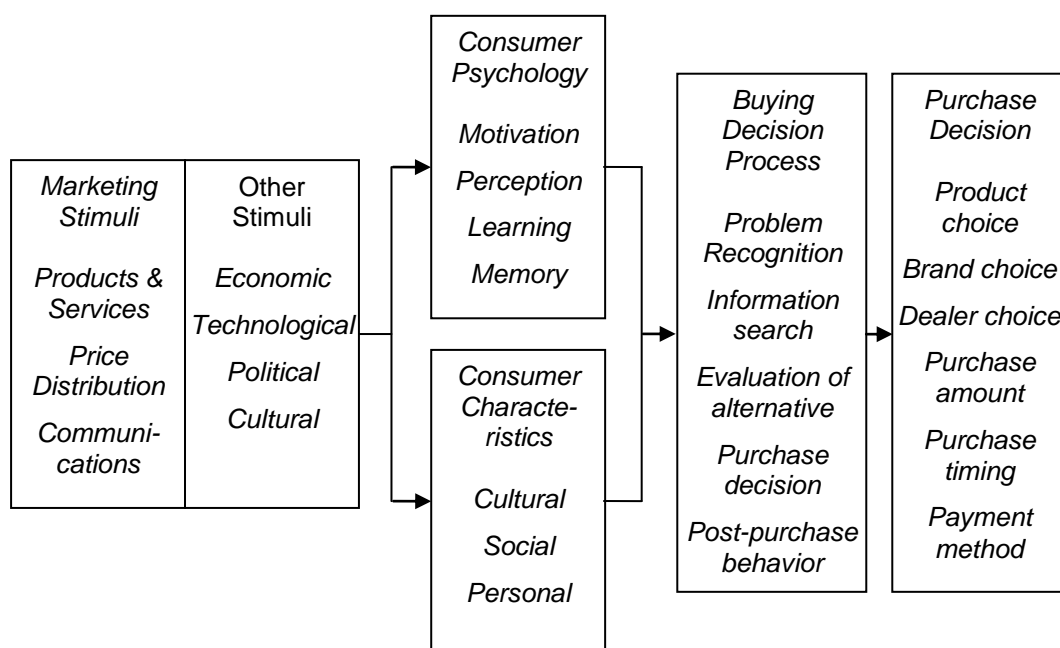 Marketing
Stimuli
Products &
Services
Price
Distribution
Communi-
cations
Other
Stimuli
Economic
Technological
Political
Cultural
Consumer
Psychology
Motivation
Perception
Learning
Memory
Consumer
Characte-
ristics
Cultural
Social
Personal
Buying
Decision
Process
Problem
Recognition
Information
search
Evaluation of
alternative
Purchase
decision
Post-purchase
behavior
Purchase
Decision
Product
choice
Brand choice
Dealer choice
Purchase
amount
Purchase
timing
Payment
method